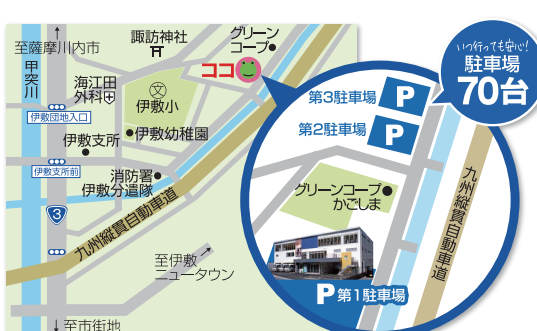 至薩摩川内市
諏訪神社
グリーン
コープ
ココ
甲突川
海江田
外科
文
伊敷小
伊敷団地入口
伊敷支所
伊敷幼稚園
伊敷支所前
消防署
伊敷分遣隊
3
九州縦貫自動車道
至伊敷
ニュータウン
至市街地
いつ行っても安心!
駐車場
70台
第3駐車場 P
第2駐車場 P
グリーンコープ
かごしま
九州縦貫自動車道
P 第1駐車場